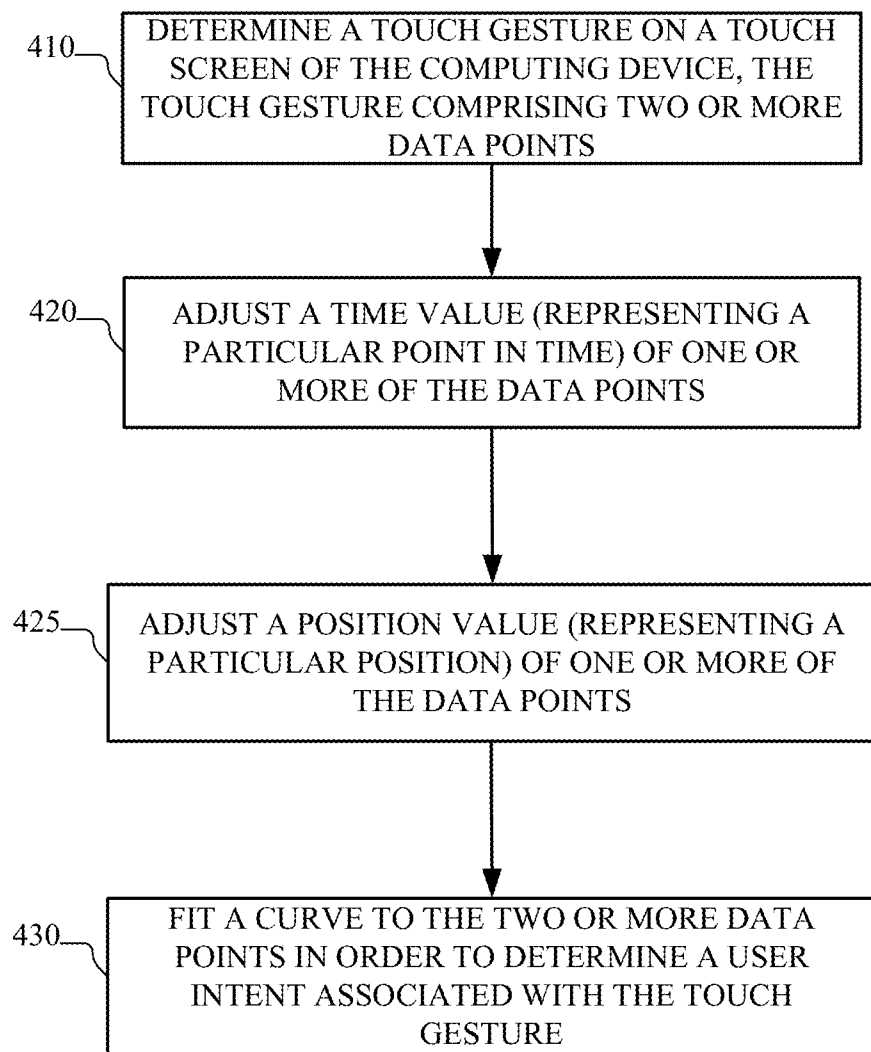 410
DETERMINE A TOUCH GESTURE ON A TOUCH
SCREEN OF THE COMPUTING DEVICE, THE
TOUCH GESTURE COMPRISING TWO OR MORE
DATA POINTS
420
ADJUST A TIME VALUE (REPRESENTING A
PARTICULAR POINT IN TIME) OF ONE OR
MORE OF THE DATA POINTS
425
ADJUST A POSITION VALUE (REPRESENTING A
PARTICULAR POSITION) OF ONE OR MORE OF
THE DATA POINTS
430
FIT A CURVE TO THE TWO OR MORE DATA
POINTS IN ORDER TO DETERMINE A USER
INTENT ASSOCIATED WITH THE TOUCH
GESTURE